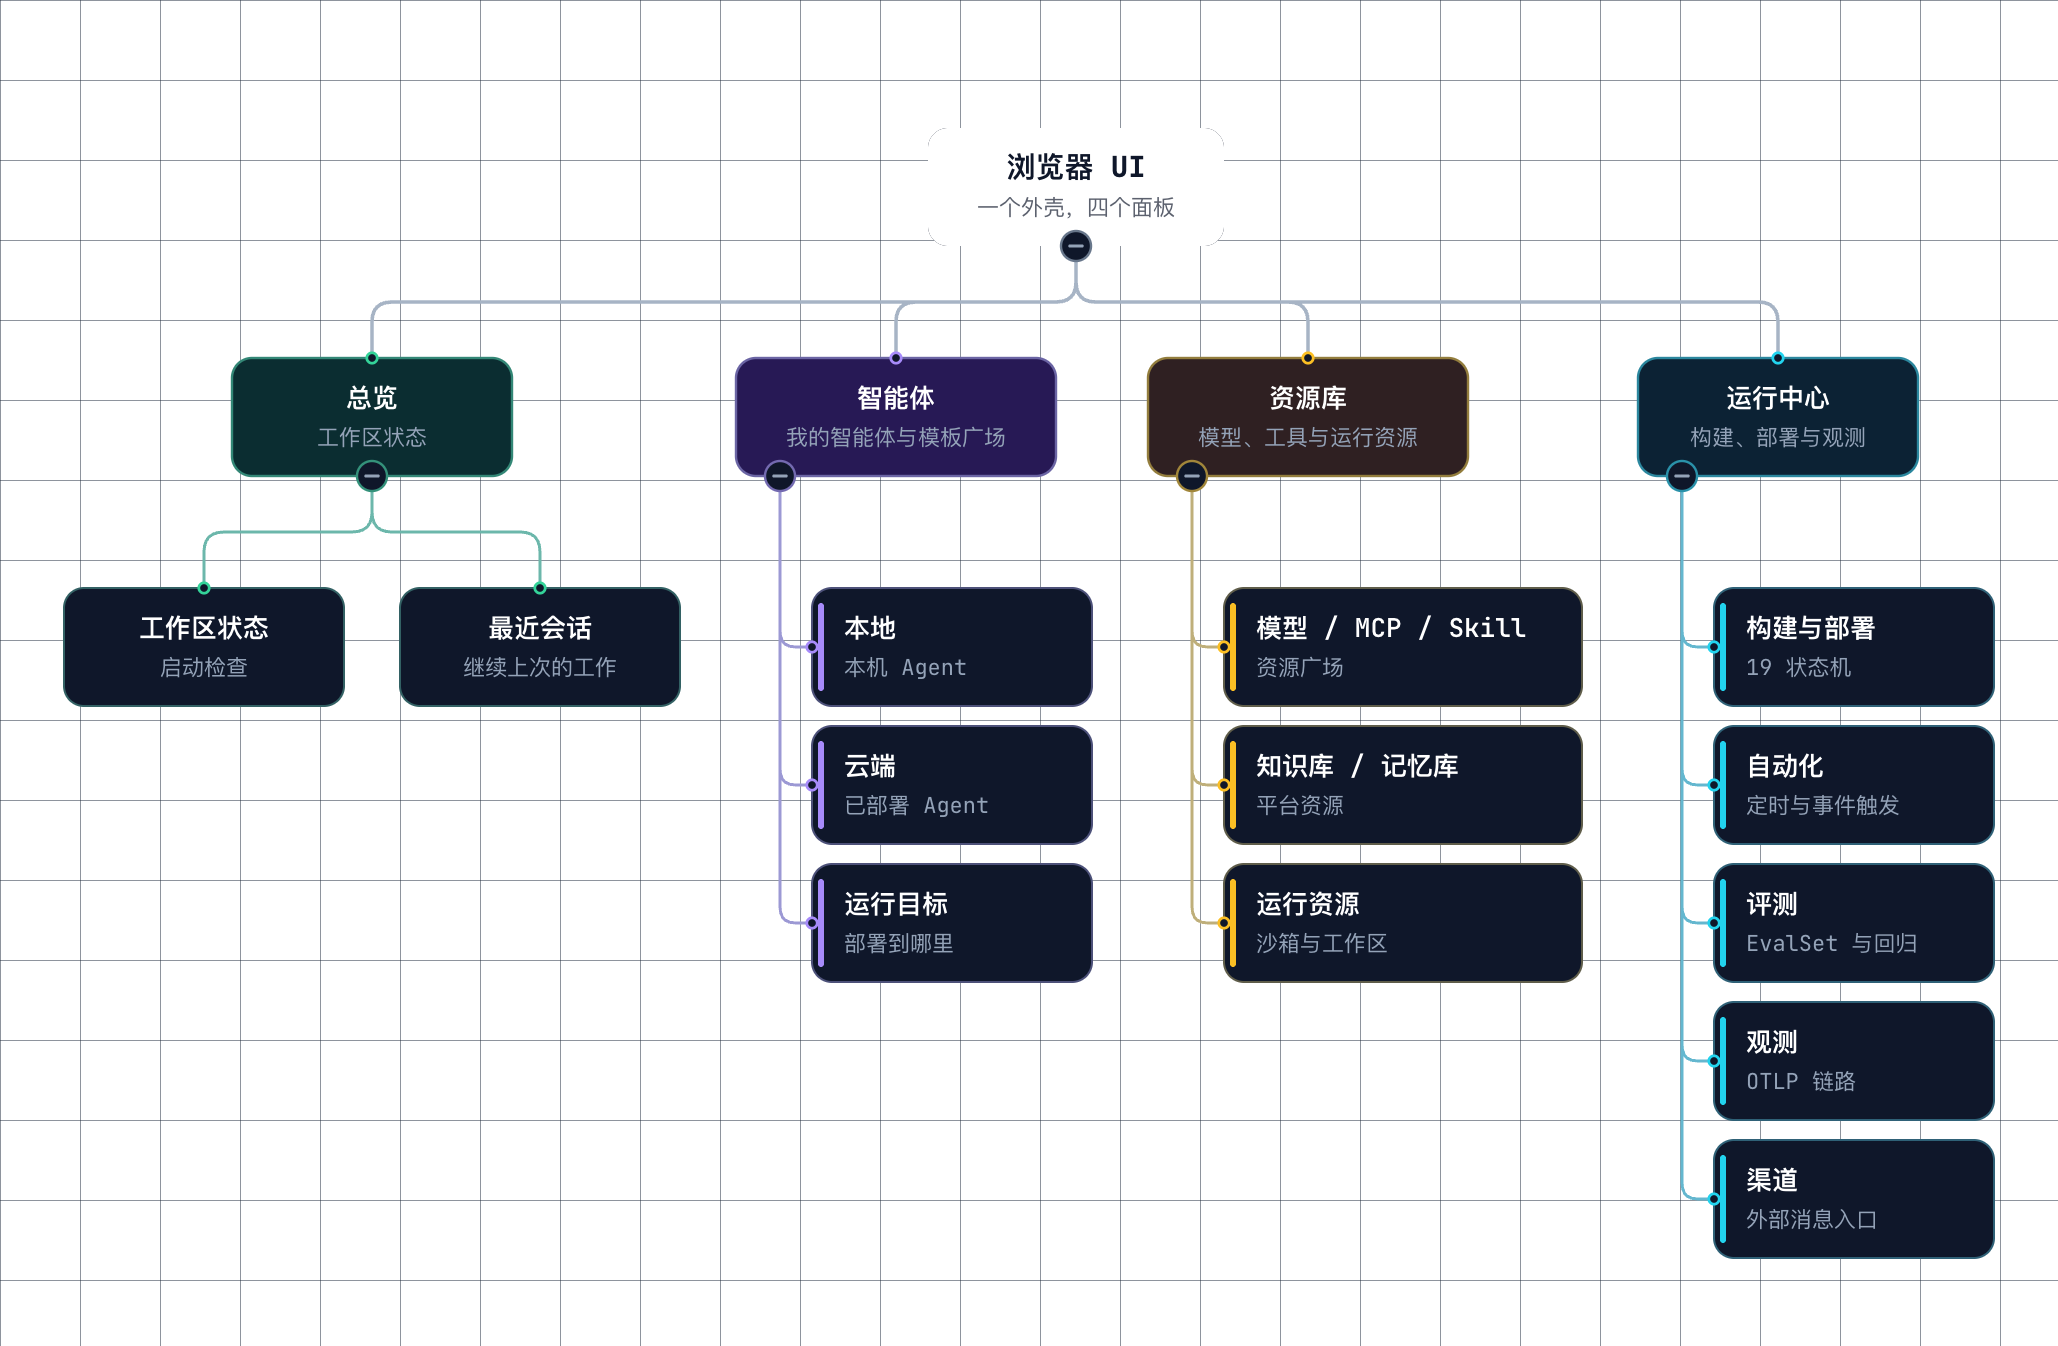 浏览器 UI
一个外壳，四个面板
总览
工作区状态
智能体
我的智能体与模板广场
资源库
模型、工具与运行资源
运行中心
构建、部署与观测
工作区状态
启动检查
最近会话
继续上次的工作
本地
本机 Agent
云端
已部署 Agent
运行目标
部署到哪里
模型 / MCP / Skill
资源广场
知识库 / 记忆库
平台资源
运行资源
沙箱与工作区
构建与部署
19 状态机
自动化
定时与事件触发
评测
EvalSet 与回归
观测
OTLP 链路
渠道
外部消息入口